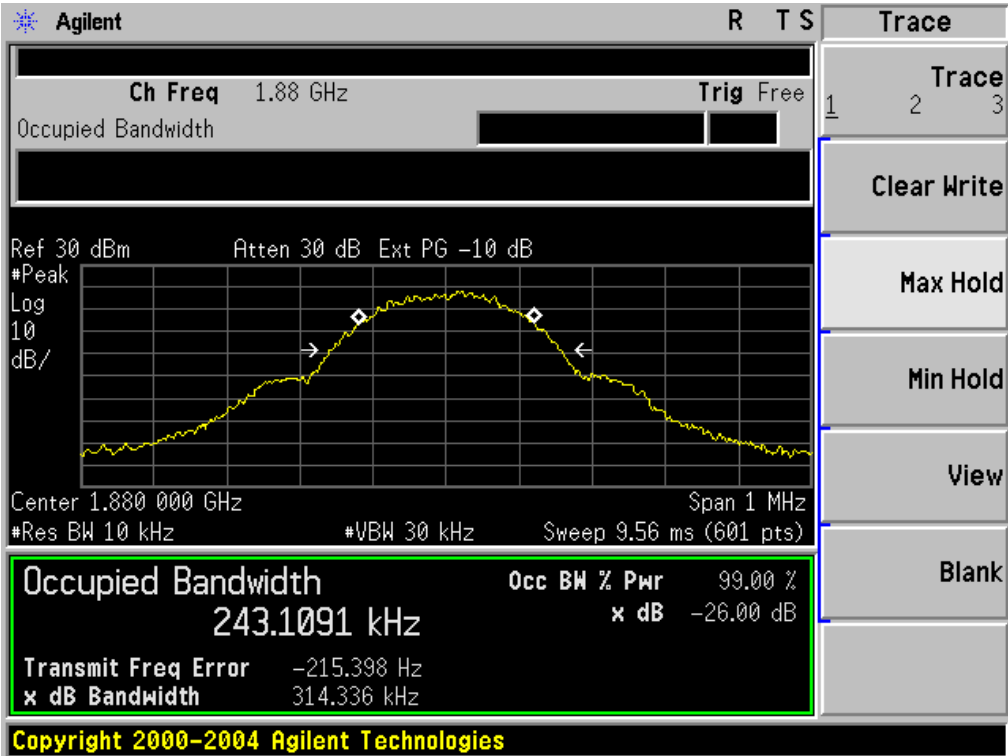 Agilent R T S Trace
Ch Freq 1.88 GHz Trig Free
Occupied Bandwidth
Trace
1 2 3
Clear Write
Max Hold
Min Hold
View
Blank
Ref 30 dBm Atten 30 dB Ext PG -10 dB
#Peak
Log
10
dB/
Center 1.880 000 GHz Span 1 MHz
#Res BW 10 kHz #VBW 30 kHz Sweep 9.56 ms (601 pts)
Occupied Bandwidth
243.1091 kHz
Occ BW % Pwr 99.00 %
x dB -26.00 dB
Transmit Freq Error -215.398 Hz
x dB Bandwidth 314.336 kHz
Copyright 2000-2004 Agilent Technologies